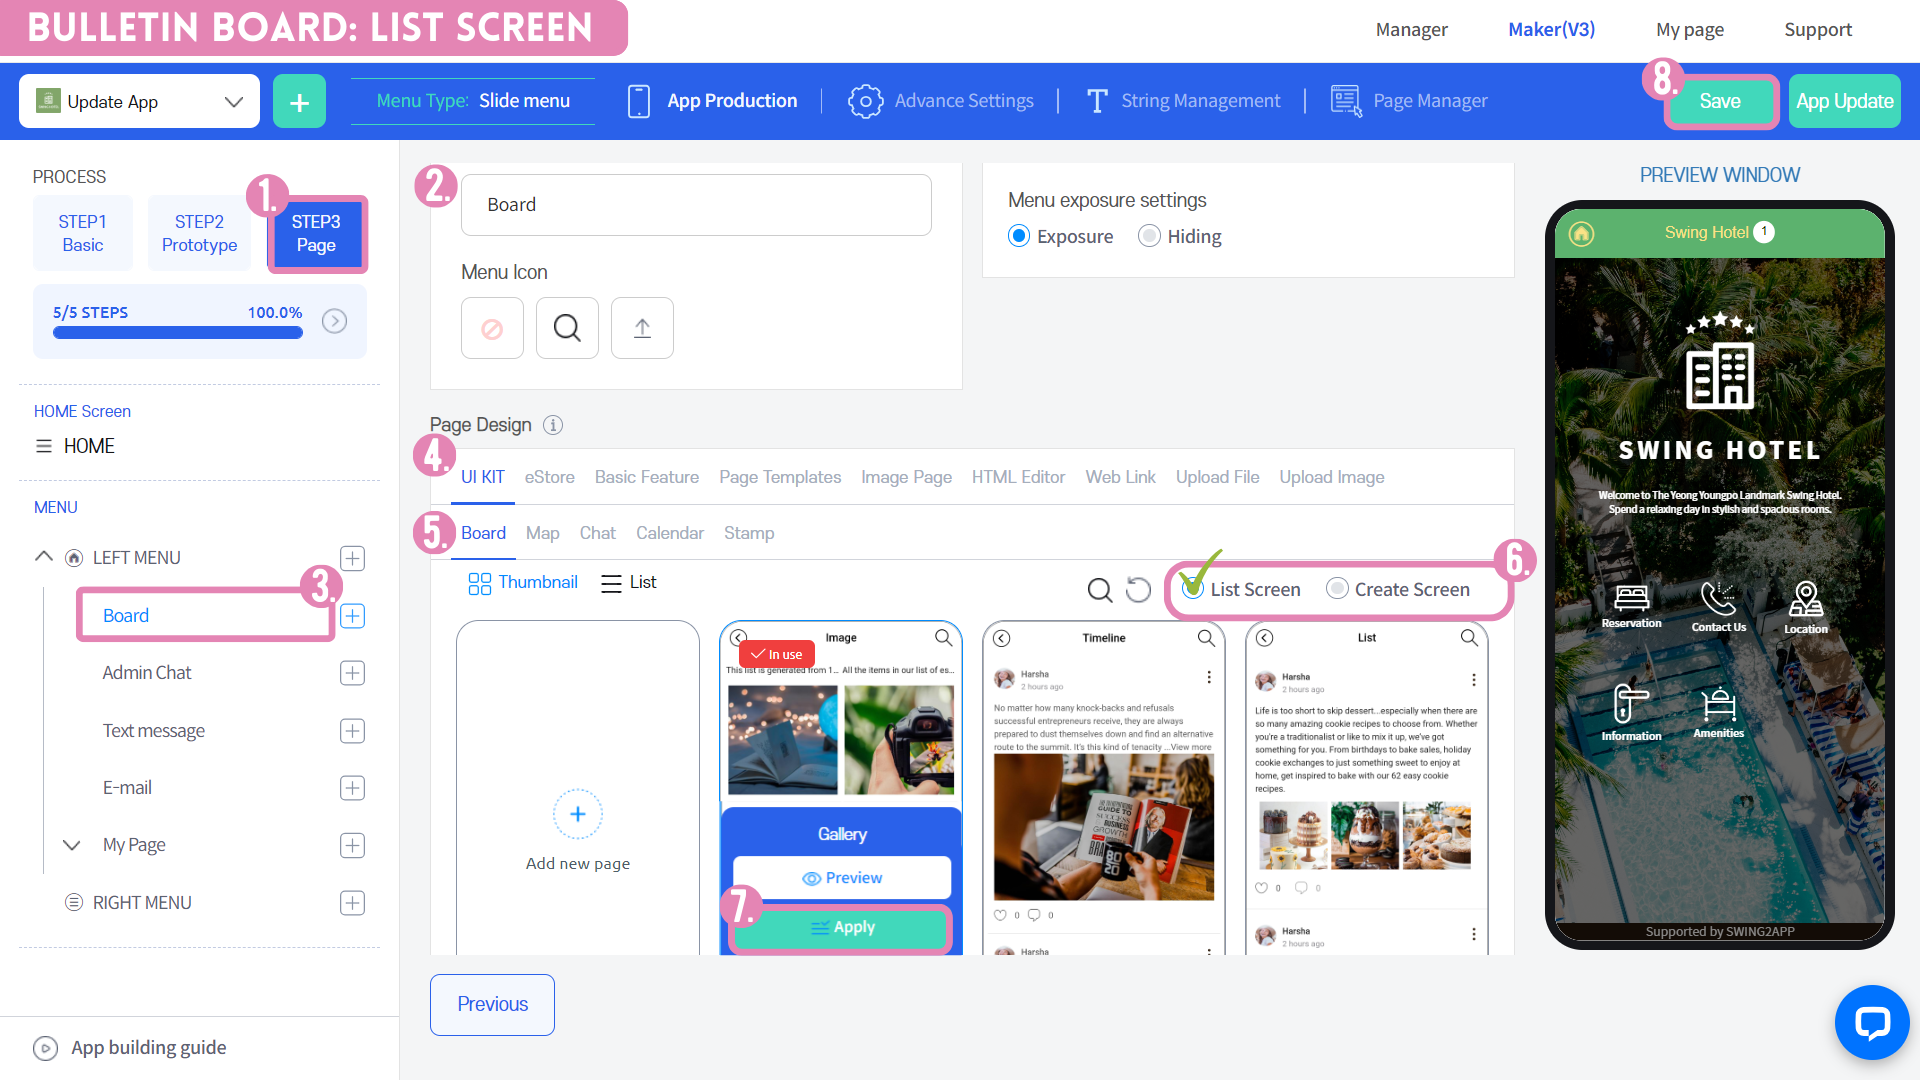 BULLETIN BOARD: LIST SCREEN
Manager
Maker(V3)
My page
Support
Update App
+
Menu Type: Slide menu
App Production
Advance Settings
String Management
Page Manager
8.
Save
App Update
PROCESS
1.
STEP1
Basic
STEP2
Prototype
STEP3
Page
5/5 STEPS
100.0%
HOME Screen
HOME
MENU
LEFT MENU
3.
Board
Admin Chat
Text message
E-mail
My Page
RIGHT MENU
App building guide
2.
Board
Menu Icon
Menu exposure settings
Exposure
Hiding
Page Design
4.
UI KIT
eStore
Basic Feature
Page Templates
Image Page
HTML Editor
Web Link
Upload File
Upload Image
5.
Board
Map
Chat
Calendar
Stamp
Thumbnail
List
6.
List Screen
Create Screen
Add new page
Image
In use
This list is generated from 1...
All the items in our list of es...
Gallery
Preview
7.
Apply
Timeline
Harsha
2 hours ago
No matter how many knock-backs and refusals
successful entrepreneurs receive, they are always
prepared to dust themselves down and find an alternative
route to the summit. It's this kind of tenacity ...View more
0
0
Harsha
List
Harsha
2 hours ago
Life is too short to skip dessert...especially when there are
so many amazing cookie recipes to choose from. Whether
you're a traditionalist or like to mix it up, we've got
something for you. From birthdays to bake sales, holiday
cookie exchanges to just something sweet to enjoy at
home, get inspired to bake with our 62 easy cookie
recipes.
0
0
Harsha
2 hours ago
Previous
PREVIEW WINDOW
Swing Hotel 1
SWING HOTEL
Welcome to The Yeong Youngpo Landmark Swing Hotel.
Spend a relaxing day in stylish and spacious rooms.
Reservation
Contact Us
Location
Information
Amenities
Supported by SWING2APP